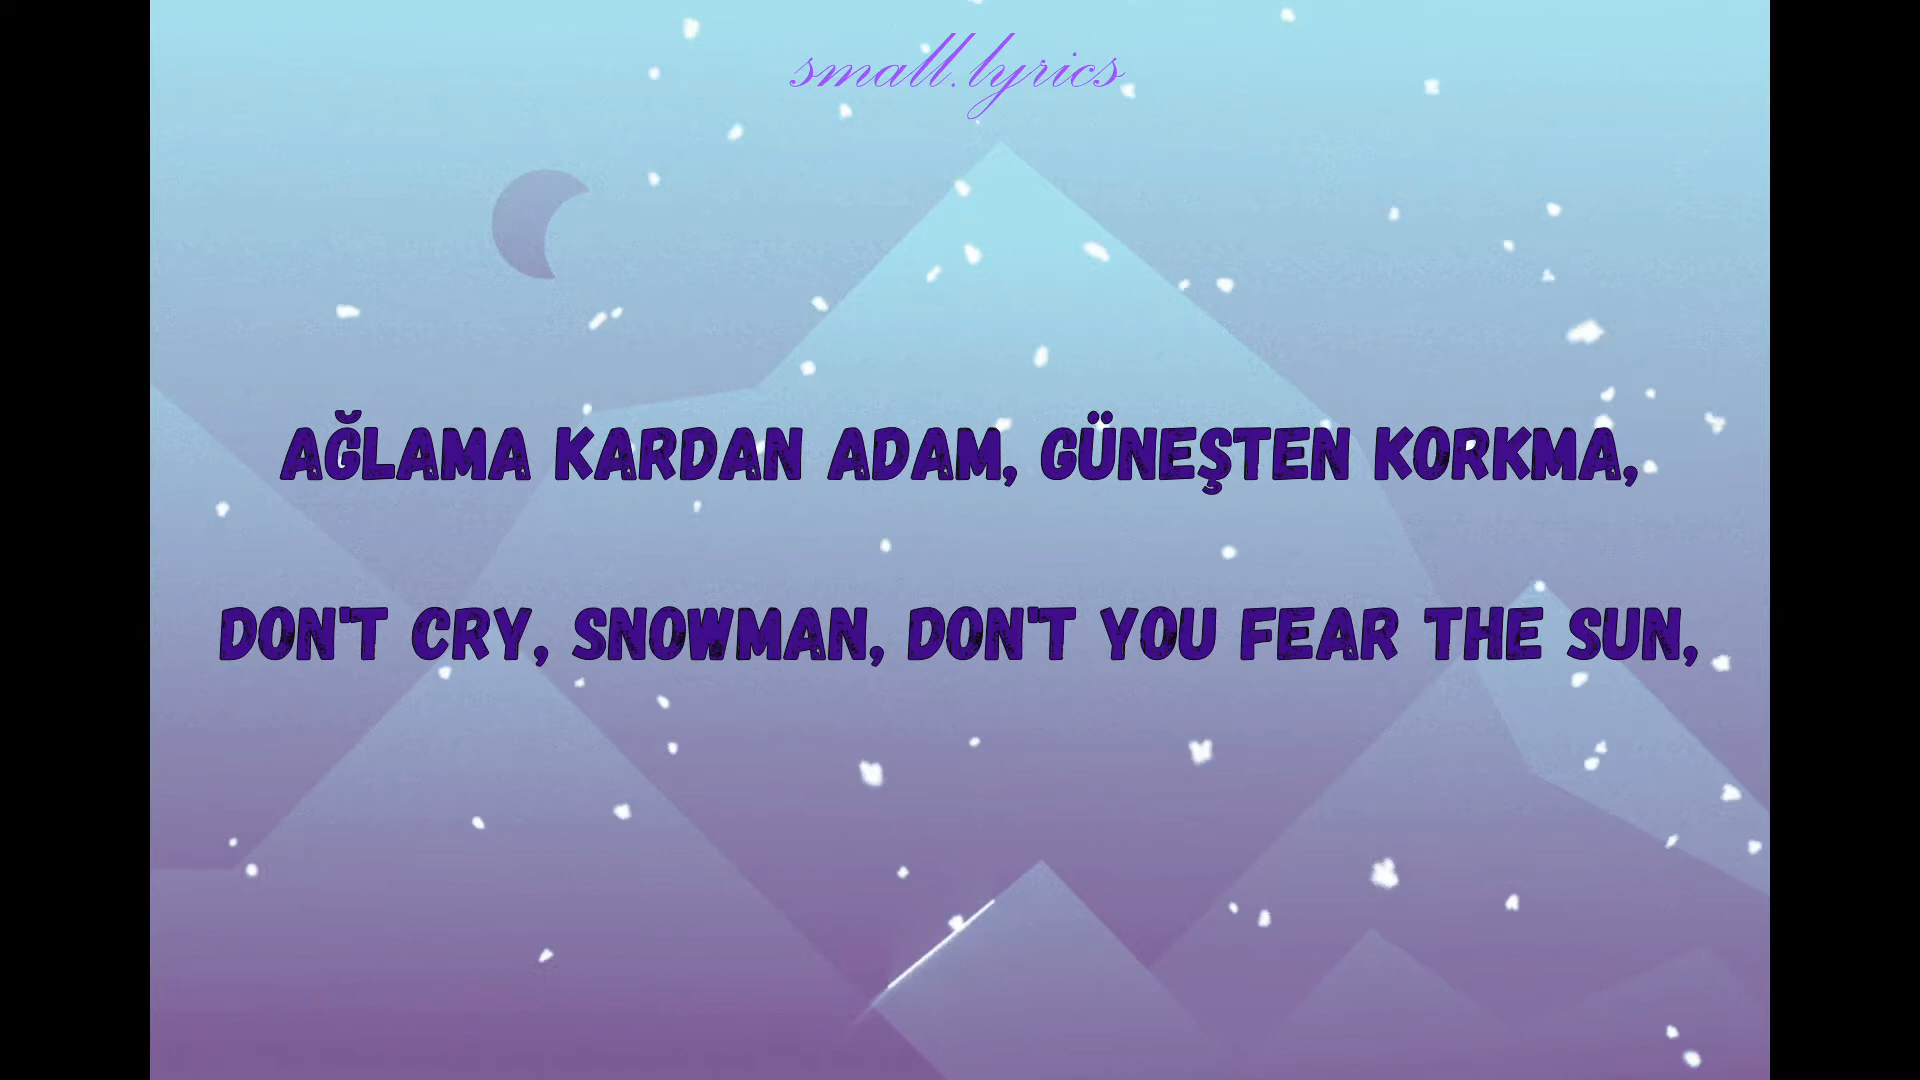 small.lyrics
AĞLAMA KARDAN ADAM, GÜNEŞTEN KORKMA,
DON'T CRY, SNOWMAN, DON'T YOU FEAR THE SUN,